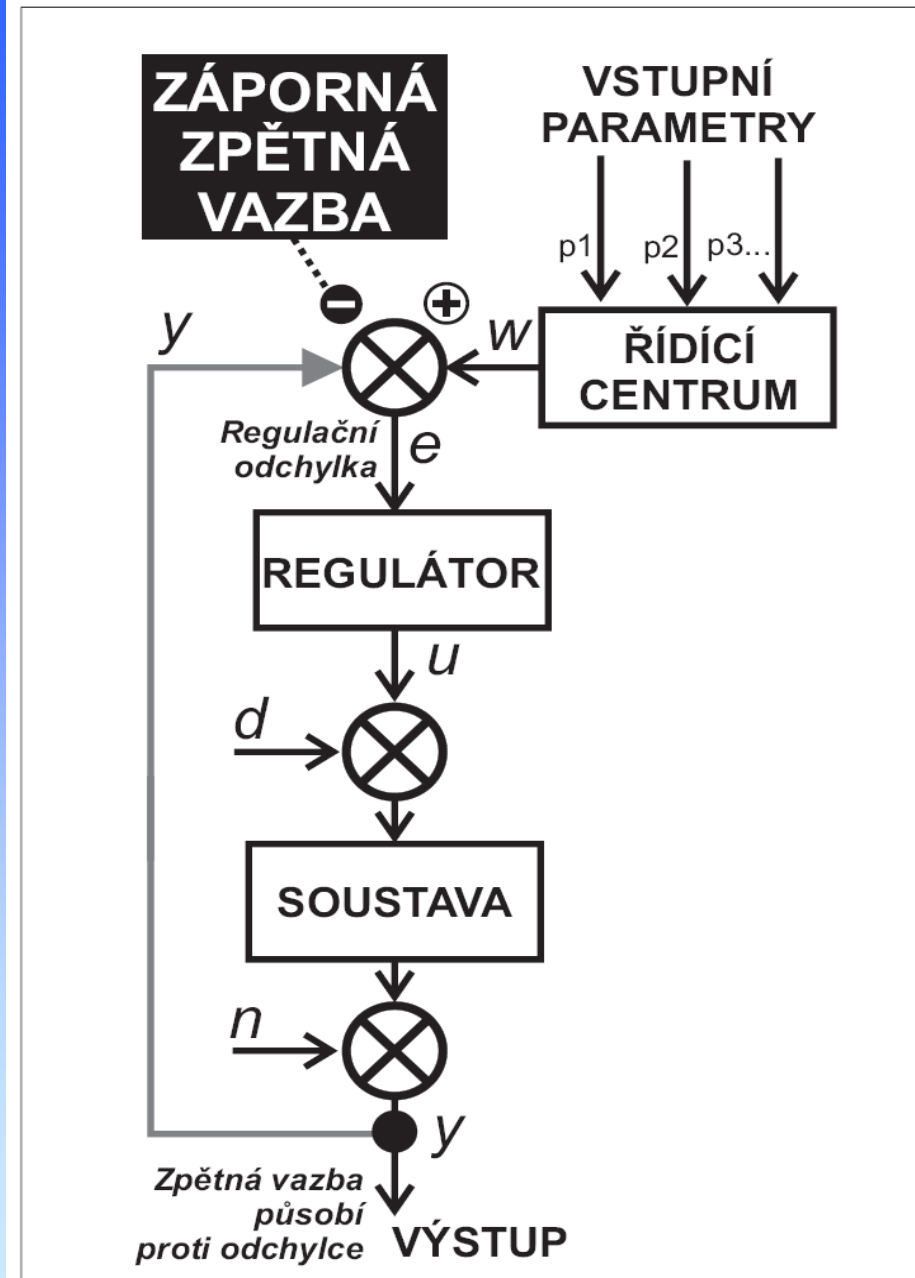 ZÁPORNÁ
ZPĚTNÁ
VAZBA
VSTUPNÍ
PARAMETRY
p1
p2
p3...
−
+
y
w
ŘÍDÍCÍ
CENTRUM
Regulační
odchylka
e
REGULÁTOR
u
d
SOUSTAVA
n
y
Zpětná vazba
působí
proti odchylce
VÝSTUP